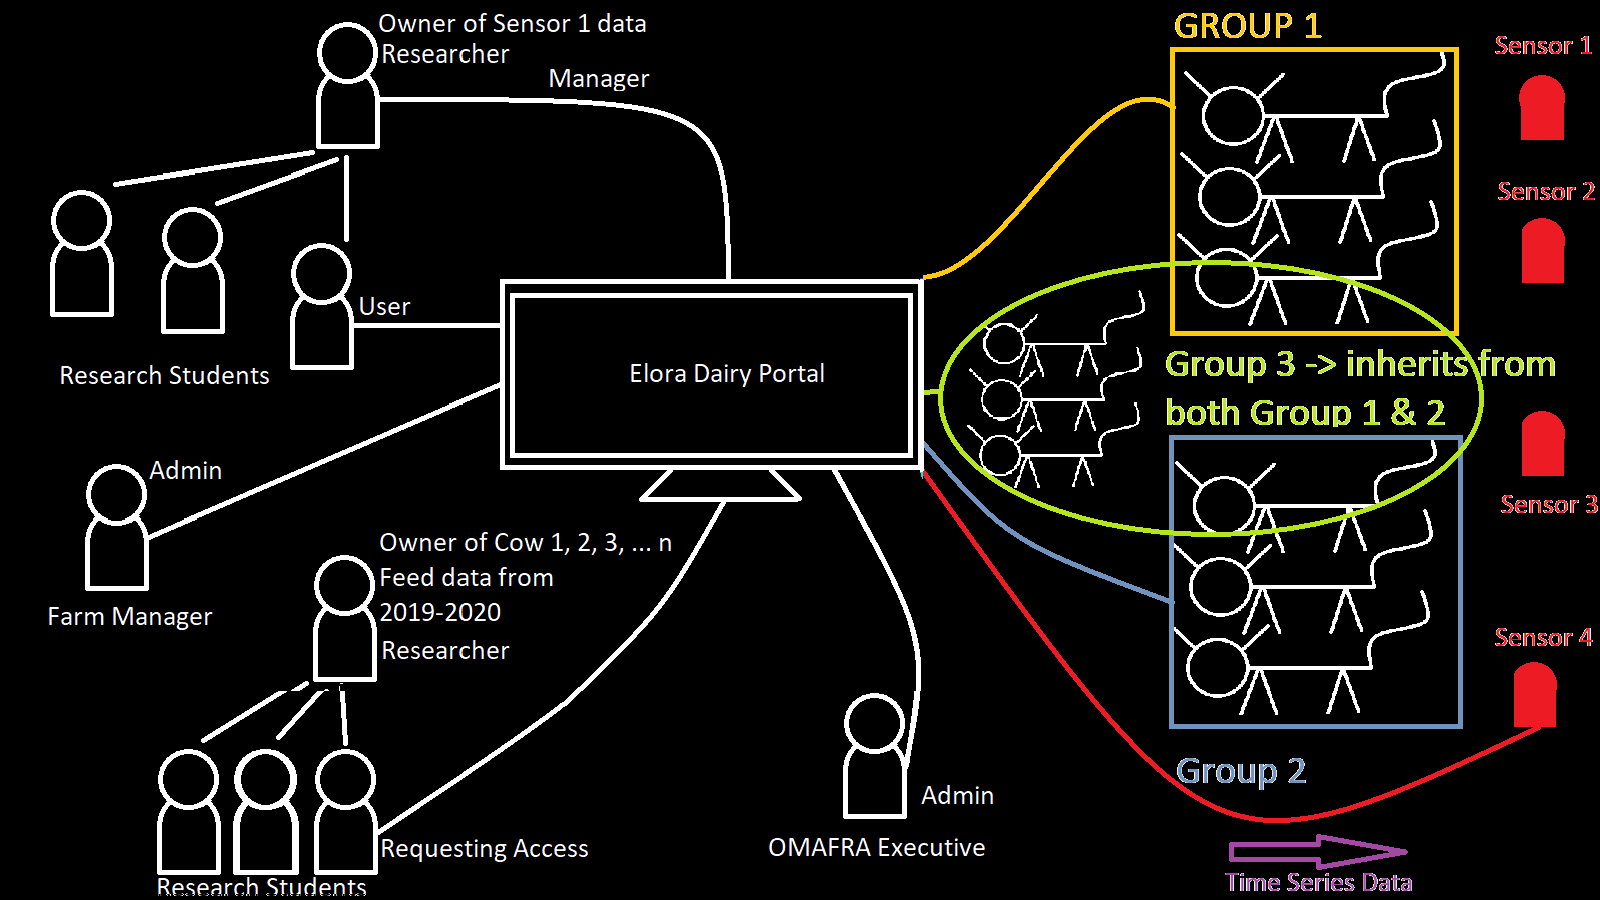 Owner of Sensor 1 data
Researcher
Manager
User
Research Students
Elora Dairy Portal
Admin
Farm Manager
Owner of Cow 1, 2, 3, ... n
Feed data from
2019-2020
Researcher
Requesting Access
Research Students
Admin
OMAFRA Executive
GROUP 1
Sensor 1
Sensor 2
Group 3 -> inherits from
both Group 1 & 2
Sensor 3
Sensor 4
Group 2
Time Series Data